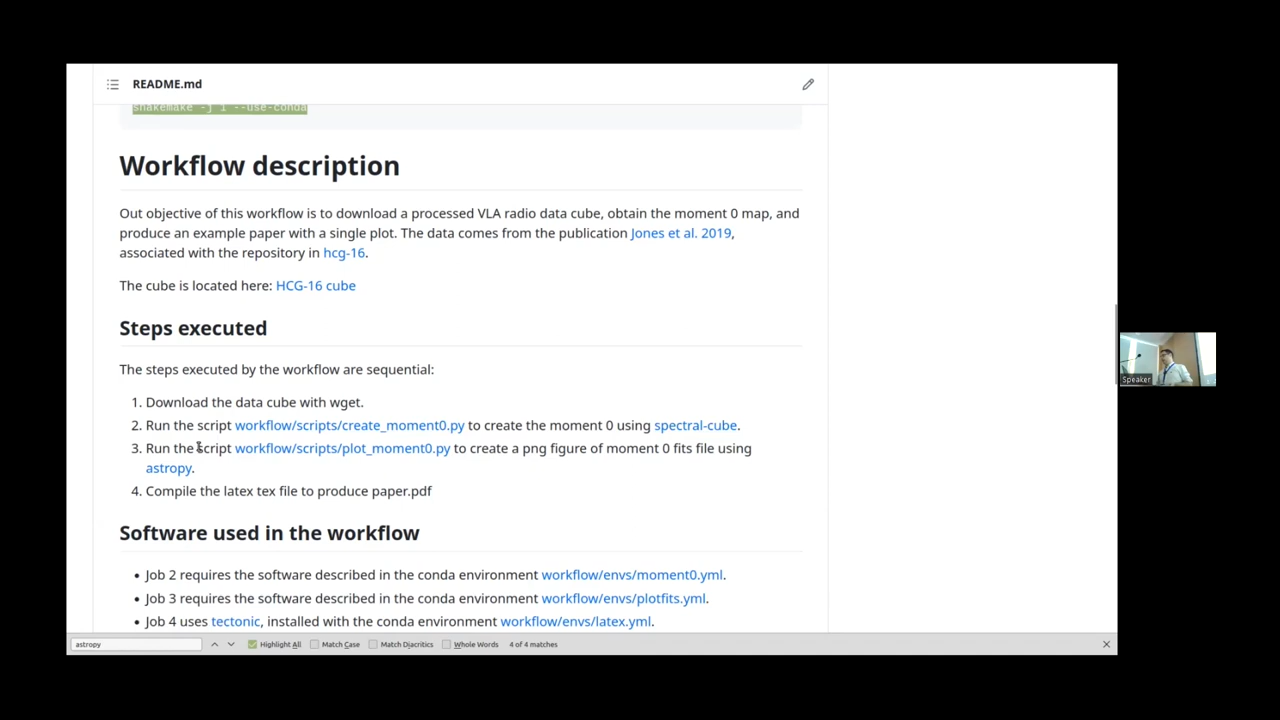 README.md
snakemake -j 1 --use-conda
Workflow description
Out objective of this workflow is to download a processed VLA radio data cube, obtain the moment 0 map, and
produce an example paper with a single plot. The data comes from the publication Jones et al. 2019,
associated with the repository in hcg-16.
The cube is located here: HCG-16 cube
Steps executed
The steps executed by the workflow are sequential:
1. Download the data cube with wget.
2. Run the script workflow/scripts/create_moment0.py to create the moment 0 using spectral-cube.
3. Run the script workflow/scripts/plot_moment0.py to create a png figure of moment 0 fits file using
astropy.
4. Compile the latex tex file to produce paper.pdf
Software used in the workflow
• Job 2 requires the software described in the conda environment workflow/envs/moment0.yml.
• Job 3 requires the software described in the conda environment workflow/envs/plotfits.yml.
• Job 4 uses tectonic, installed with the conda environment workflow/envs/latex.yml.
astropy Highlight All Match Case Match Diacritics Whole Words 4 of 4 matches
Speaker